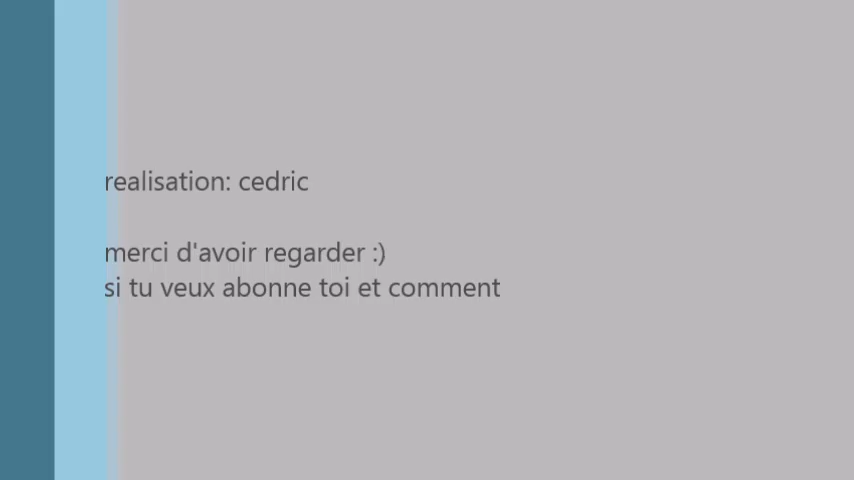 realisation: cedric
merci d'avoir regarder :)
si tu veux abonne toi et comment